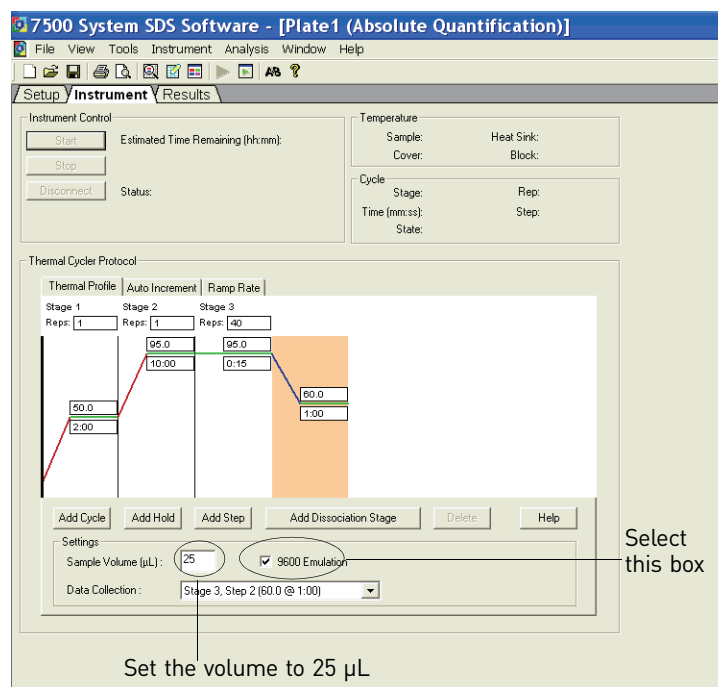 7500 System SDS Software - [Plate1 (Absolute Quantification)]
File View Tools Instrument Analysis Window Help
Setup Instrument Results
Instrument Control
Start Estimated Time Remaining (hh:mm):
Stop
Disconnect Status:
Temperature
Sample: Heat Sink:
Cover: Block:
Cycle
Stage: Rep:
Time (mm:ss): Step:
State:
Thermal Cycler Protocol
Thermal Profile Auto Increment Ramp Rate
Stage 1 Stage 2 Stage 3
Reps: 1 Reps: 1 Reps: 40
95.0 95.0
10:00 0:15
60.0
1:00
50.0
2:00
Add Cycle Add Hold Add Step Add Dissociation Stage Delete Help
Settings
Sample Volume (µL) : 25 9600 Emulation
Data Collection : Stage 3, Step 2 (60.0 @ 1:00)
Select
this box
Set the volume to 25 µL